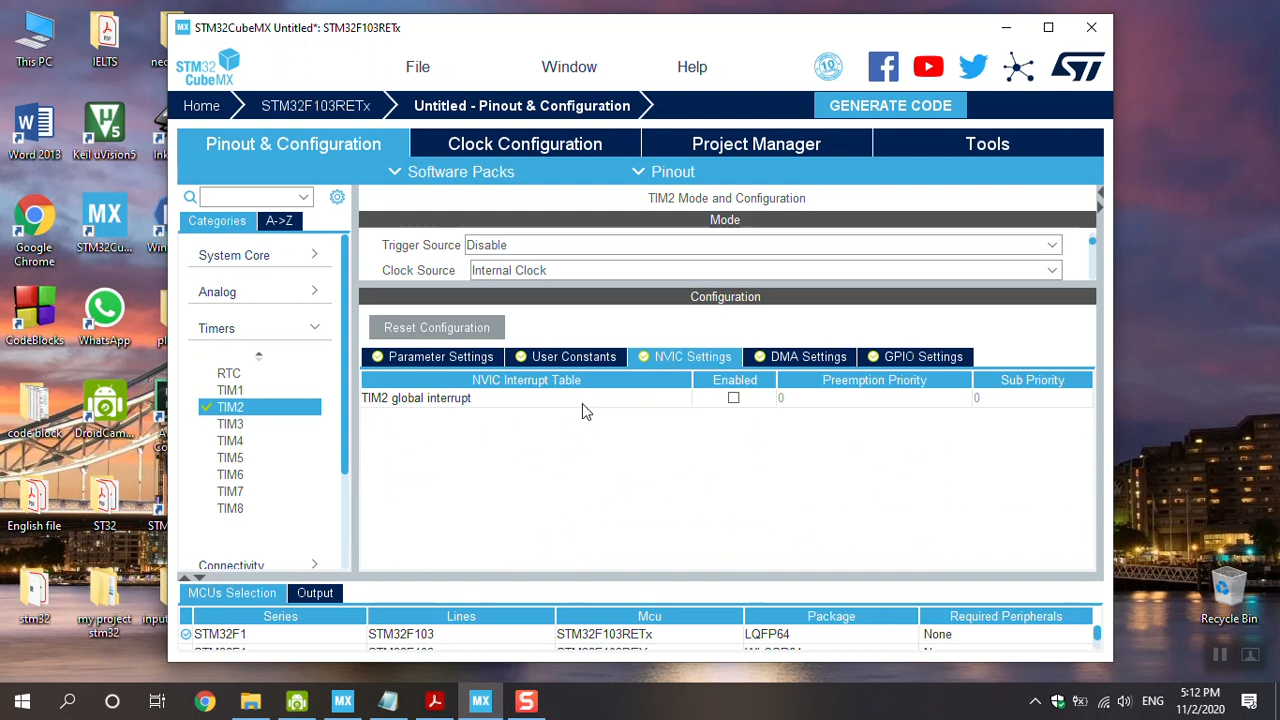 STM32CubeMX Untitled*: STM32F103RETx
STM32
CubeMX
File
Window
Help
Home
STM32F103RETx
Untitled - Pinout & Configuration
GENERATE CODE
Pinout & Configuration
Clock Configuration
Project Manager
Tools
Software Packs
Pinout
TIM2 Mode and Configuration
Categories
A->Z
Mode
Trigger Source Disable
Clock Source Internal Clock
System Core
Analog
Timers
RTC
TIM1
TIM2
TIM3
TIM4
TIM5
TIM6
TIM7
TIM8
Connectivity
Configuration
Reset Configuration
Parameter Settings
User Constants
NVIC Settings
DMA Settings
GPIO Settings
NVIC Interrupt Table Enabled Preemption Priority Sub Priority
TIM2 global interrupt 0 0
MCUs Selection
Output
Series Lines Mcu Package Required Peripherals
STM32F1 STM32F103 STM32F103RETx LQFP64 None
This PC
IELTS
Word 2013
Keil uVision5
Google
Chrome
STM32Cu...
CodeBlocks
WhatsApp
code block
DroidCam...
English file
ST32
stm32
my project
stm32
Recycle Bin
ENG
5:12 PM
11/2/2020